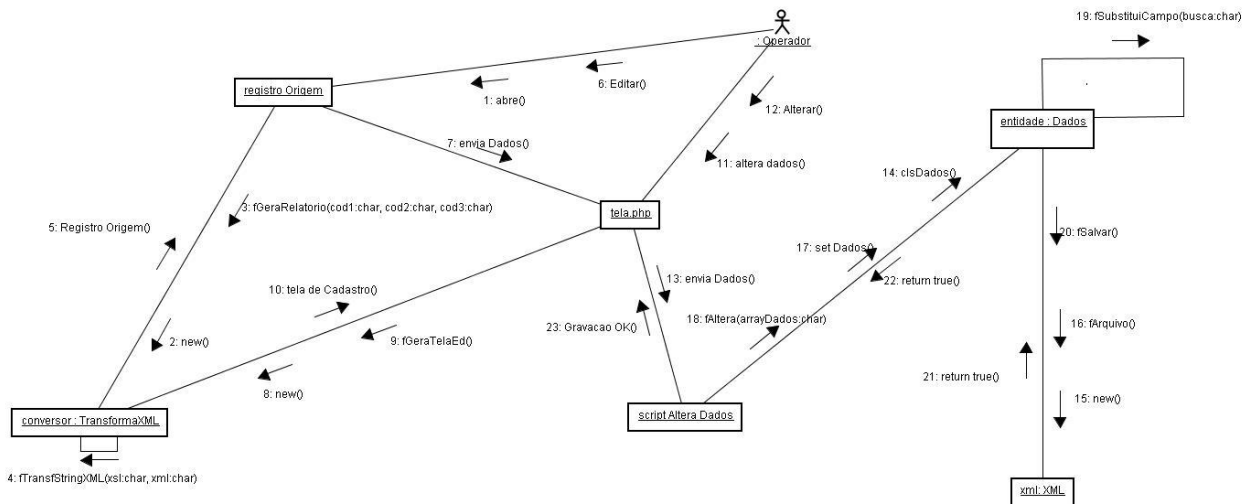 19: fSubstituiCampo(busca:char)
: Operador
6: Editar()
registro Origem
1: abre()
12: Alterar()
entidade : Dados
7: envia Dados()
11: altera dados()
14: clsDados()
3: fGeraRelatorio(cod1:char, cod2:char, cod3:char)
tela.php
5: Registro Origem()
20: fSalvar()
17: set Dados()
13: envia Dados()
22: return true()
10: tela de Cadastro()
18: fAltera(arrayDados:char)
23: Gravacao OK()
16: fArquivo()
2: new()
9: fGeraTelaEd()
21: return true()
8: new()
15: new()
conversor : TransformaXML
script Altera Dados
4: fTransfStringXML(xsl:char, xml:char)
xml: XML